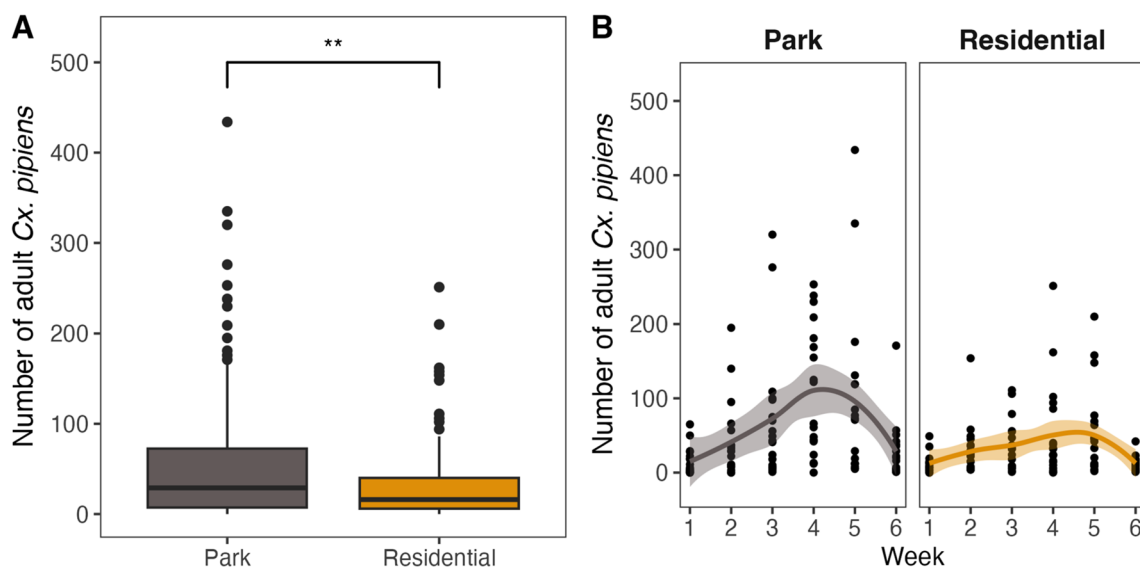 A
Number of adult Cx. pipiens
500
400
300
200
100
0
**
Park
Residential
B
Park
Residential
Number of adult Cx. pipiens
500
400
300
200
100
0
1 2 3 4 5 6
1 2 3 4 5 6
Week